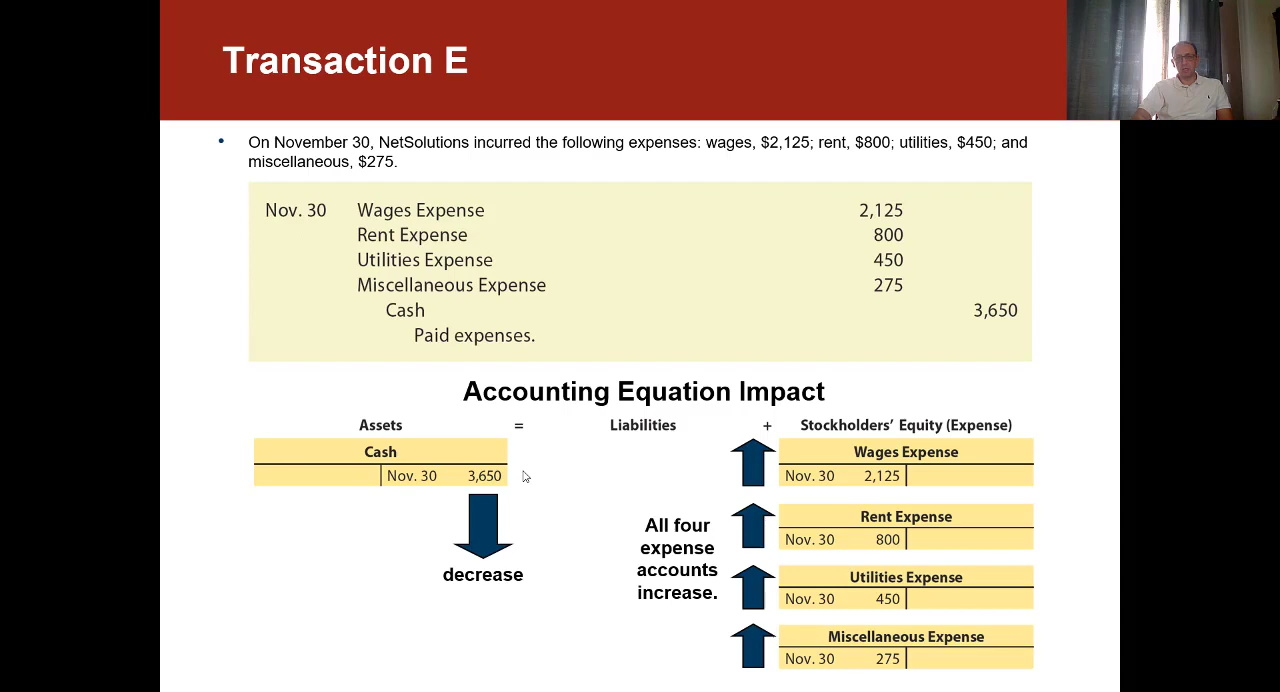 Transaction E
• On November 30, NetSolutions incurred the following expenses: wages, $2,125; rent, $800; utilities, $450; and
miscellaneous, $275.
Nov. 30 Wages Expense 2,125
Rent Expense 800
Utilities Expense 450
Miscellaneous Expense 275
Cash 3,650
Paid expenses.
Accounting Equation Impact
Assets = Liabilities + Stockholders’ Equity (Expense)
Cash
Nov. 30 3,650
decrease
All four
expense
accounts
increase.
Wages Expense
Nov. 30 2,125
Rent Expense
Nov. 30 800
Utilities Expense
Nov. 30 450
Miscellaneous Expense
Nov. 30 275